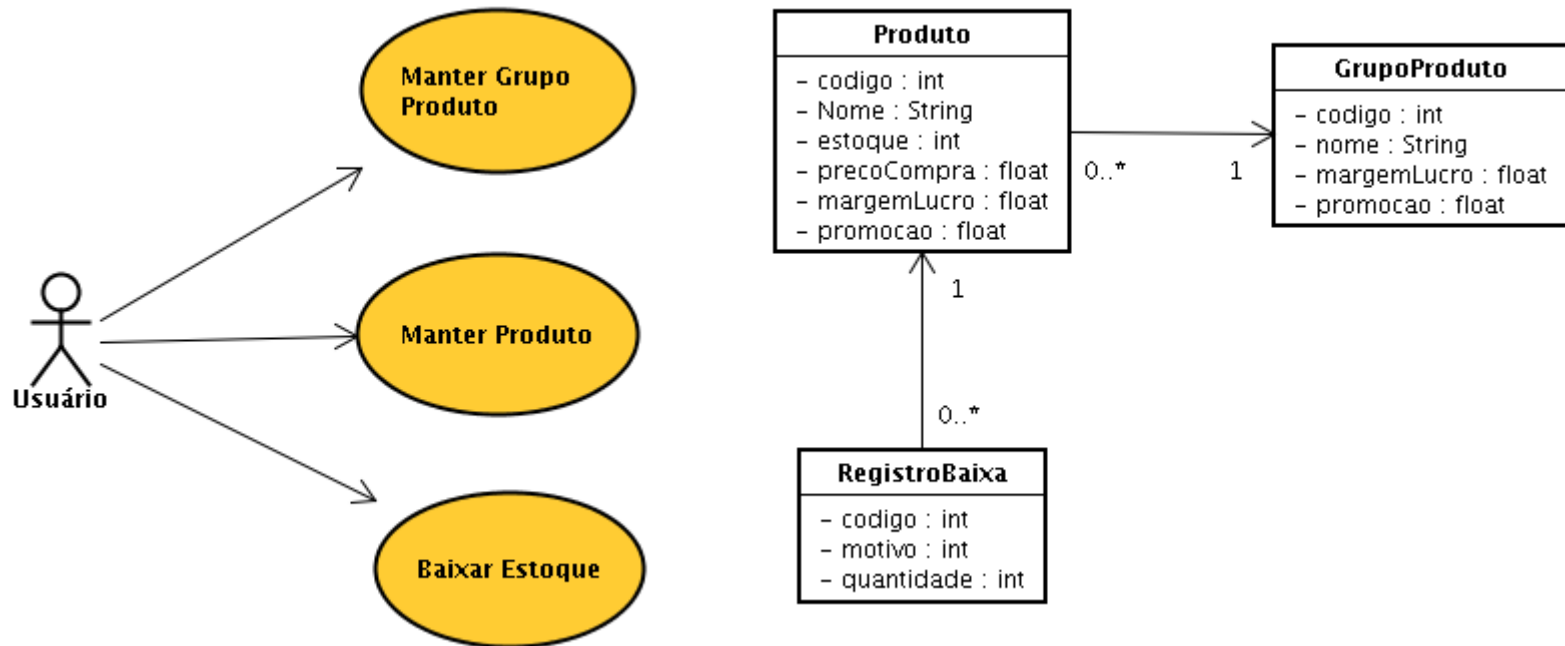 Manter Grupo
Produto
Manter Produto
Usuário
Baixar Estoque
Produto
- codigo : int
- Nome : String
- estoque : int
- precoCompra : float
- margemLucro : float
- promocao : float
0..*
1
GrupoProduto
- codigo : int
- nome : String
- margemLucro : float
- promocao : float
1
0..*
RegistroBaixa
- codigo : int
- motivo : int
- quantidade : int